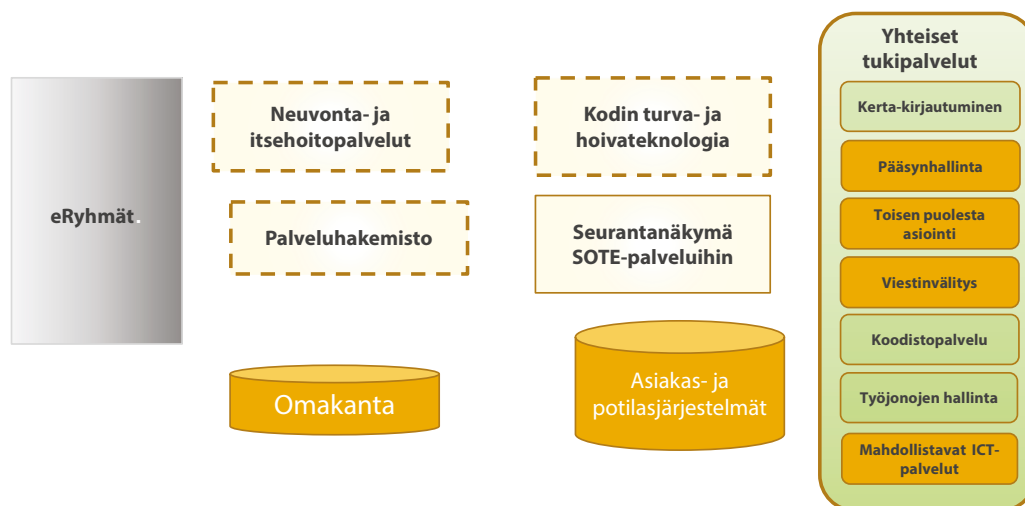 eRyhmät.
Neuvonta- ja
itsehoitopalvelut
Palveluhakemisto
Omakanta
Kodin turva- ja
hoivateknologia
Seurantanäkymä
SOTE-palveluihin
Asiakas- ja
potilasjärjestelmät
Yhteiset
tukipalvelut
Kerta-kirjautuminen
Pääsynhallinta
Toisen puolesta
asiointi
Viestinvälitys
Koodistopalvelu
Työjonojen hallinta
Mahdollistavat ICT-
palvelut